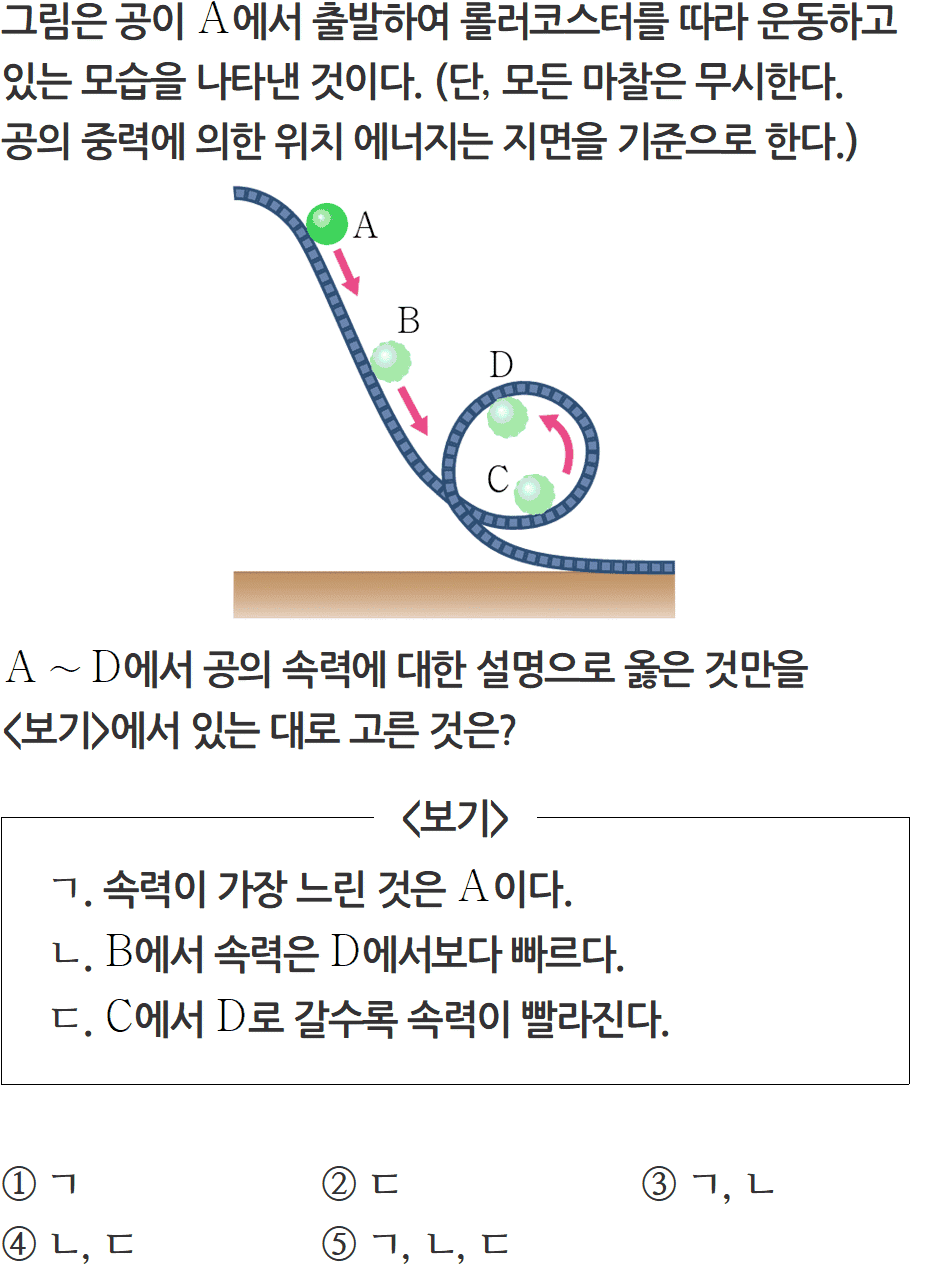 그림은 공이 A에서 출발하여 롤러코스터를 따라 운동하고
있는 모습을 나타낸 것이다. (단, 모든 마찰은 무시한다.
공의 중력에 의한 위치 에너지는 지면을 기준으로 한다.)
A
B
D
C
A ~ D에서 공의 속력에 대한 설명으로 옳은 것만을
<보기>에서 있는 대로 고른 것은?
<보기>
ㄱ. 속력이 가장 느린 것은 A이다.
ㄴ. B에서 속력은 D에서보다 빠르다.
ㄷ. C에서 D로 갈수록 속력이 빨라진다.
① ㄱ ② ㄷ ③ ㄱ, ㄴ
④ ㄴ, ㄷ ⑤ ㄱ, ㄴ, ㄷ